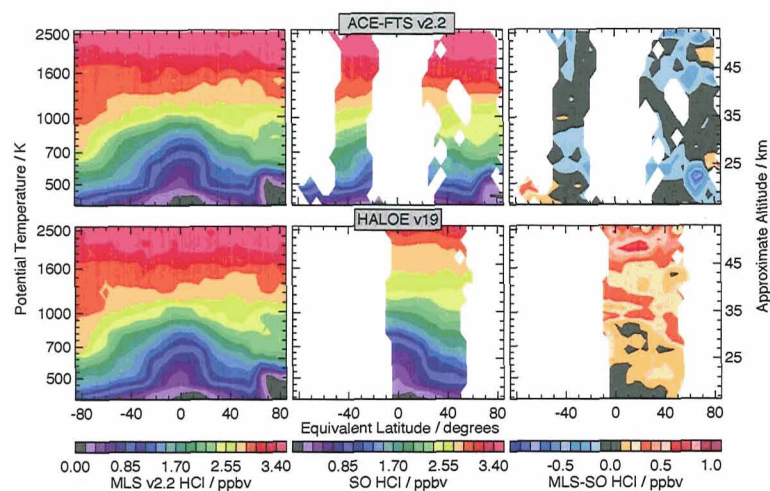 ACE-FTS v2.2
2500
1600
1000
700
500
45
35
25
HALOE v19
Potential Temperature / K
Approximate Altitude / km
2500
1600
1000
700
500
45
35
25
-80 -40 0 40 80 -40 0 40 80 -40 0 40 80
Equivalent Latitude / degrees
0.00 0.85 1.70 2.55 3.40 0.85 1.70 2.55 3.40 -0.5 0.0 0.5 1.0
MLS v2.2 HCl / ppbv SO HCl / ppbv MLS-SO HCl / ppbv